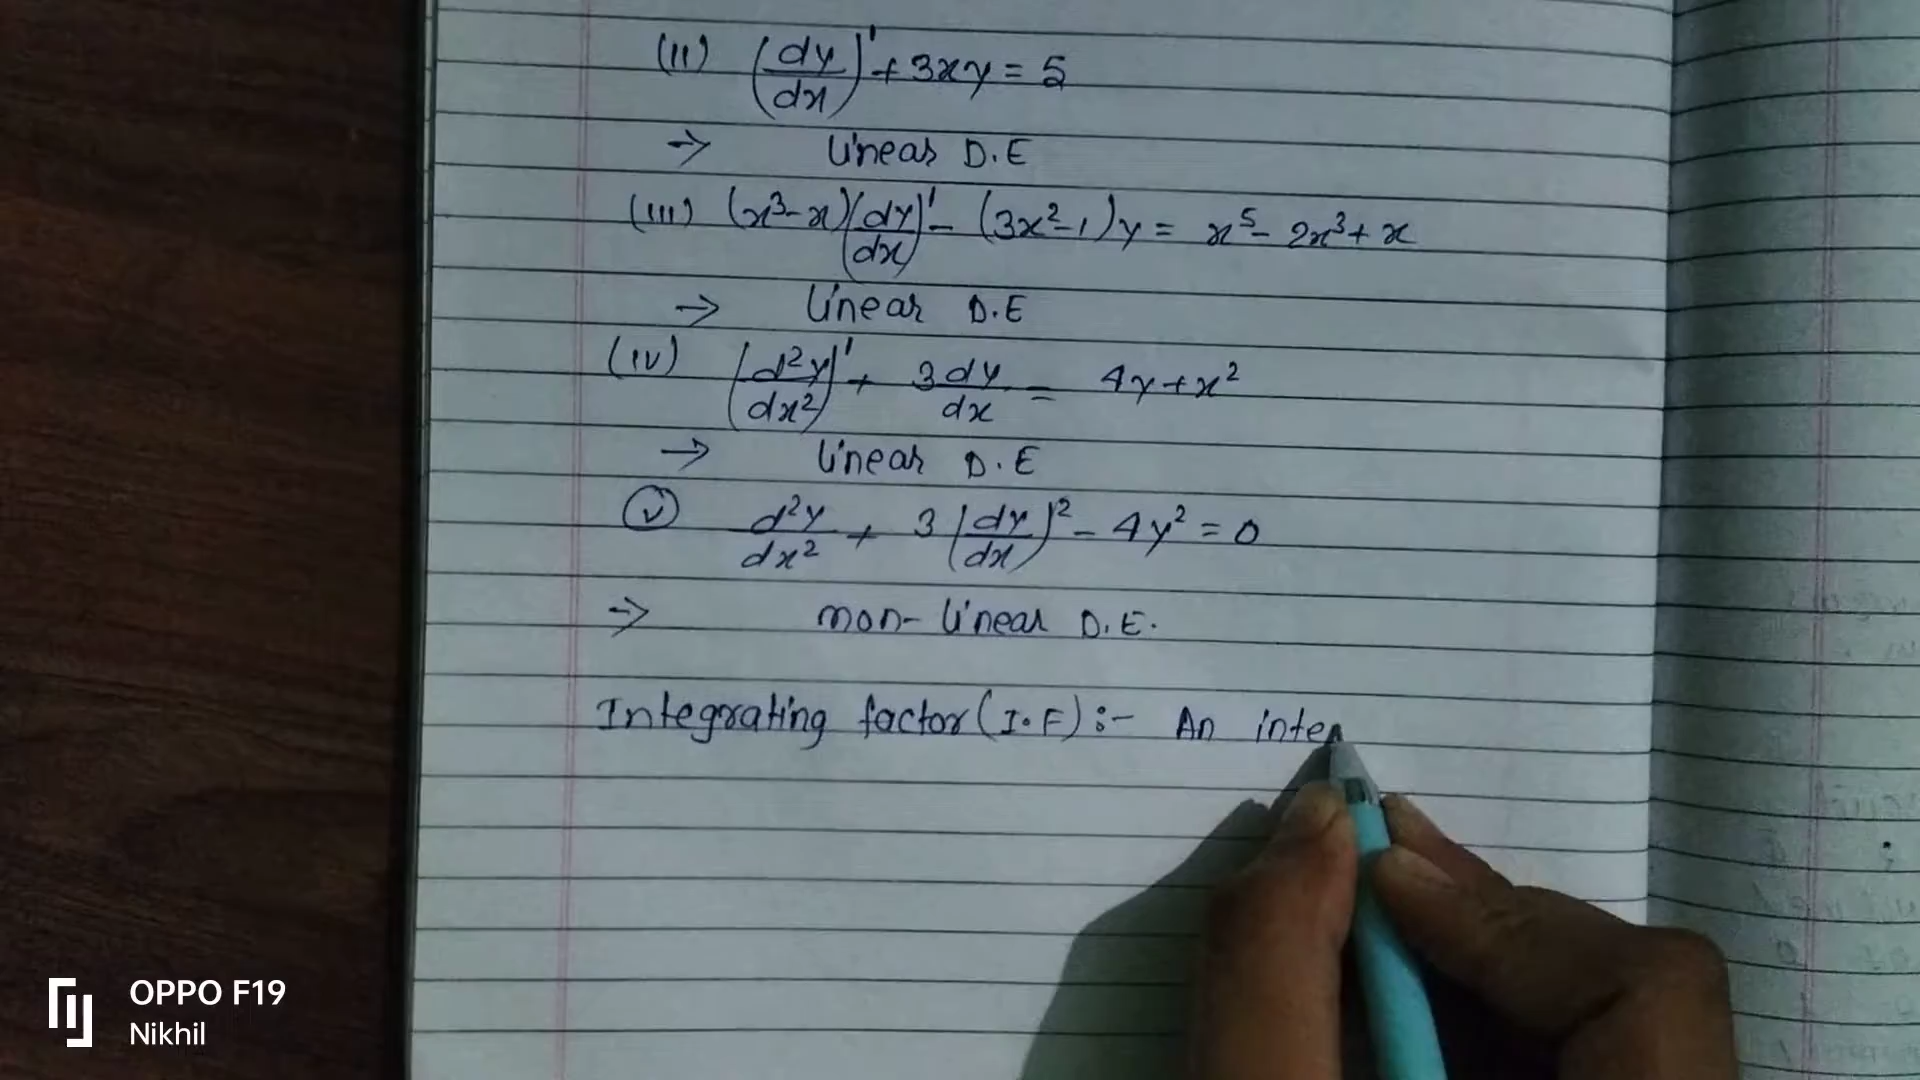 (ii) (dy/dx)' + 3xy = 5
→ linear D.E
(iii) (x³-x)(dy/dx)' - (3x²-1)y = x⁵- 2x³+ x
→ linear D.E
(iv) (d²y/dx²)' + 3dy/dx = 4y+x²
→ linear D.E
(v) d²y/dx² + 3(dy/dx)² - 4y² = 0
→ non-linear D.E.
Integrating factor (I.F) :- An inte
OPPO F19
Nikhil